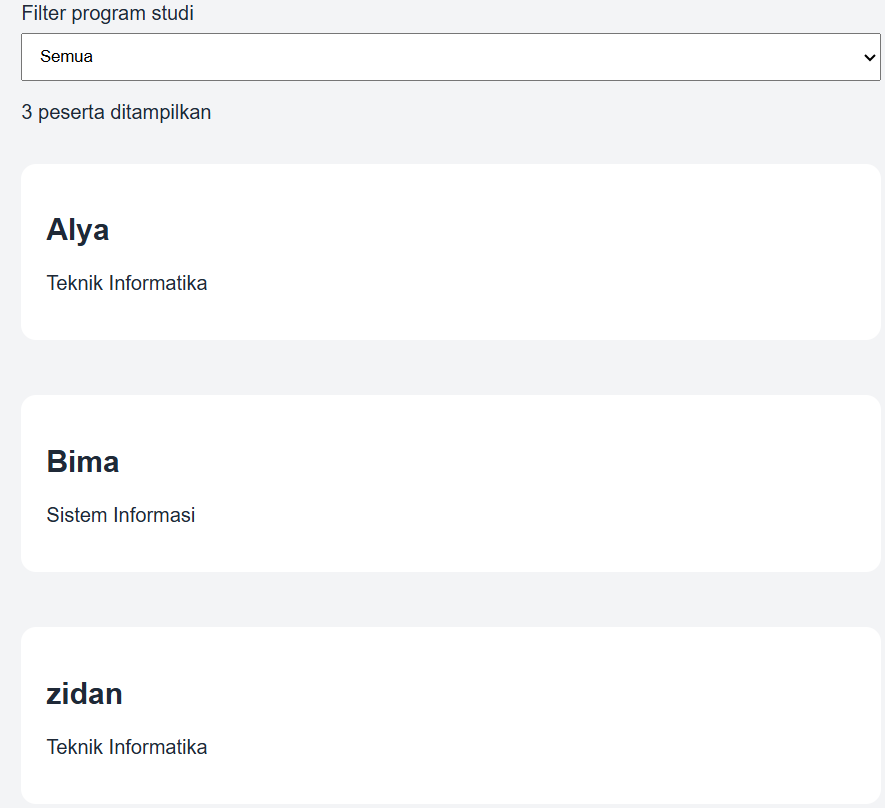 Filter program studi
Semua
3 peserta ditampilkan
Alya
Teknik Informatika
Bima
Sistem Informasi
zidan
Teknik Informatika